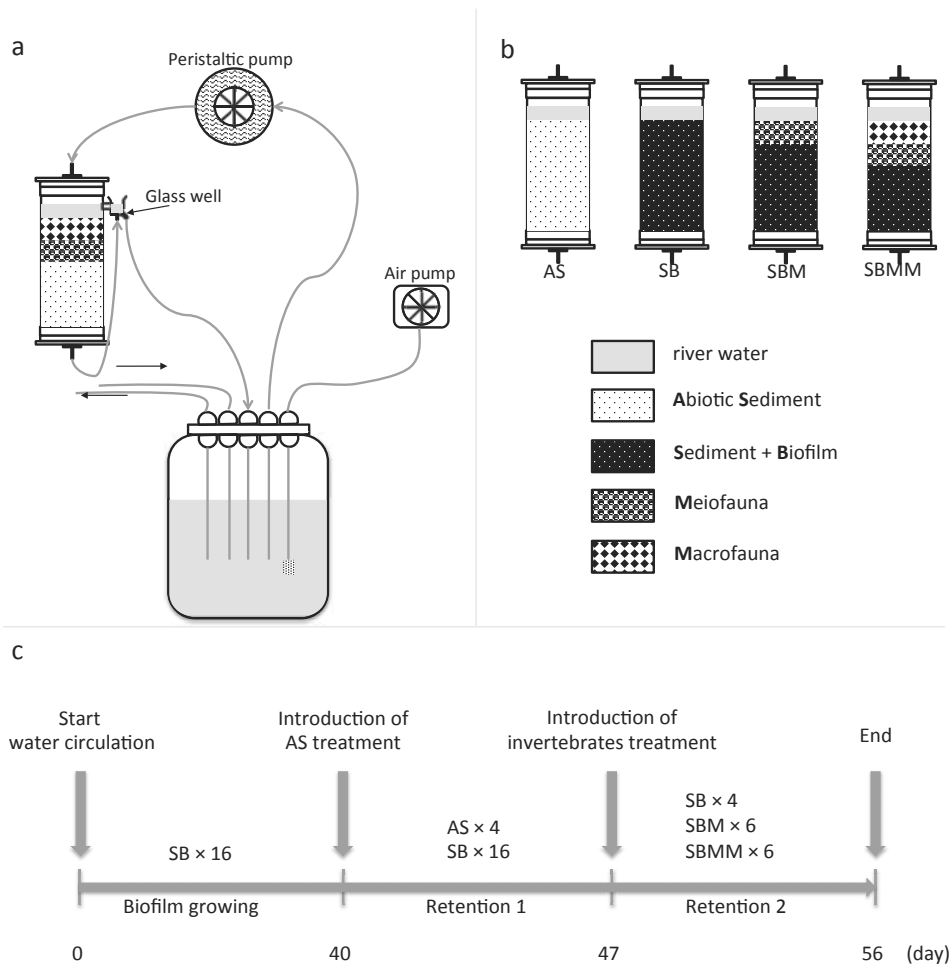 a
Peristaltic pump
Glass well
Air pump
b
AS
SB
SBM
SBMM
river water
Abiotic Sediment
Sediment + Biofilm
Meiofauna
Macrofauna
c
Start
water circulation
Introduction of
AS treatment
Introduction of
invertebrates treatment
End
SB × 16
AS × 4
SB × 16
SB × 4
SBM × 6
SBMM × 6
Biofilm growing
Retention 1
Retention 2
0
40
47
56
(day)